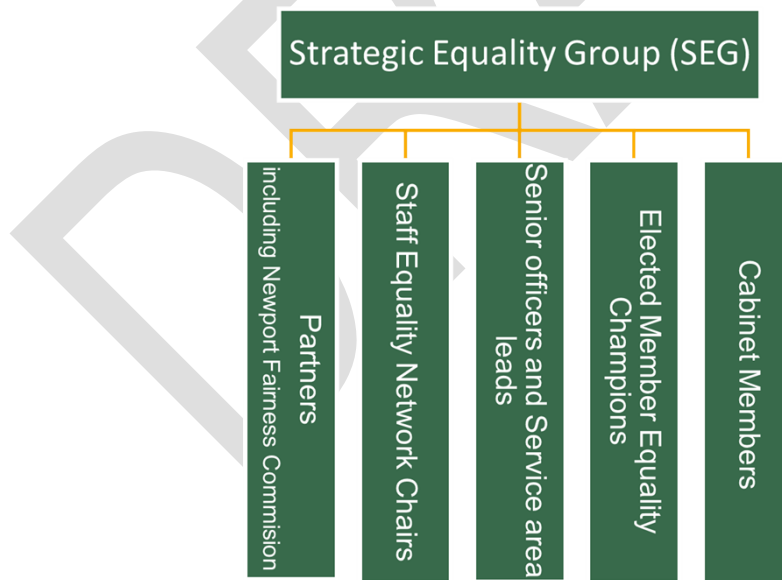 Strategic Equality Group (SEG)
Partners
including Newport Fairness Commision
Staff Equality Network Chairs
Senior officers and Service area
leads
Elected Member Equality
Champions
Cabinet Members